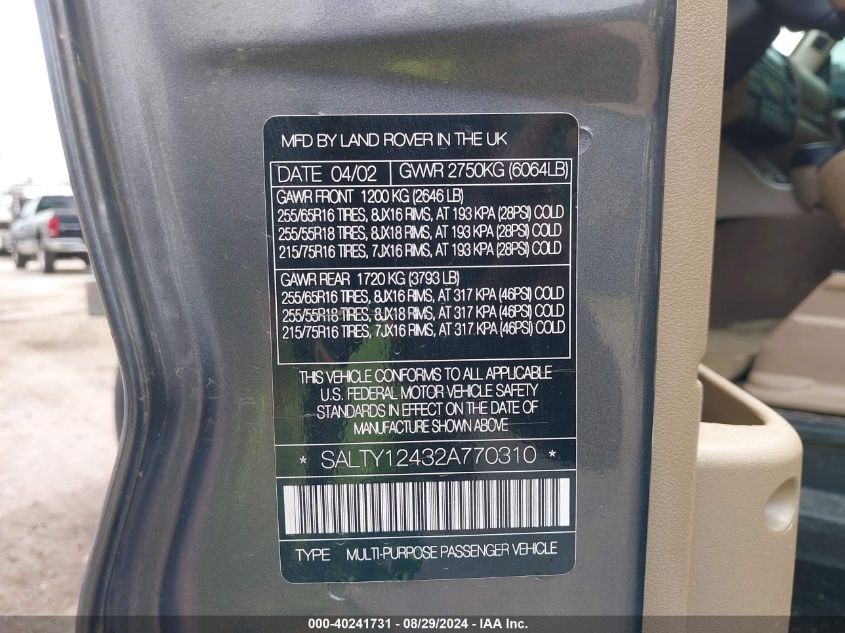 MFD BY LAND ROVER IN THE UK
DATE 04/02 GWWR 2750KG (6064LB)
GAWR FRONT 1200 KG (2646 LB)
255/65R16 TIRES, 8JX16 RIMS, AT 193 KPA (28PSI) COLD
255/55R18 TIRES, 8JX16 RIMS, AT 193 KPA (28PSI) COLD
215/75R16 TIRES, 7JX16 RIMS, AT 193 KPA (28PSI) COLD
GAWR REAR 1720 KG (3793 LB)
255/65R16 TIRES, 8JX16 RIMS, AT 317 KPA (46PSI) COLD
255/55R18 TIRES, 8JX18 RIMS, AT 317 KPA (46PSI) COLD
215/75R16 TIRES, 7JX16 RIMS, AT 317 KPA (46PSI) COLD
THIS VEHICLE CONFORMS TO ALL APPLICABLE
U.S. FEDERAL MOTOR VEHICLE SAFETY
STANDARDS IN EFFECT ON THE DATE OF
MANUFACTURE SHOWN ABOVE
* SALTY12432A770310 *
TYPE MULTI-PURPOSE PASSENGER VEHICLE
000-40241731 - 08/29/2024 - IAA Inc.